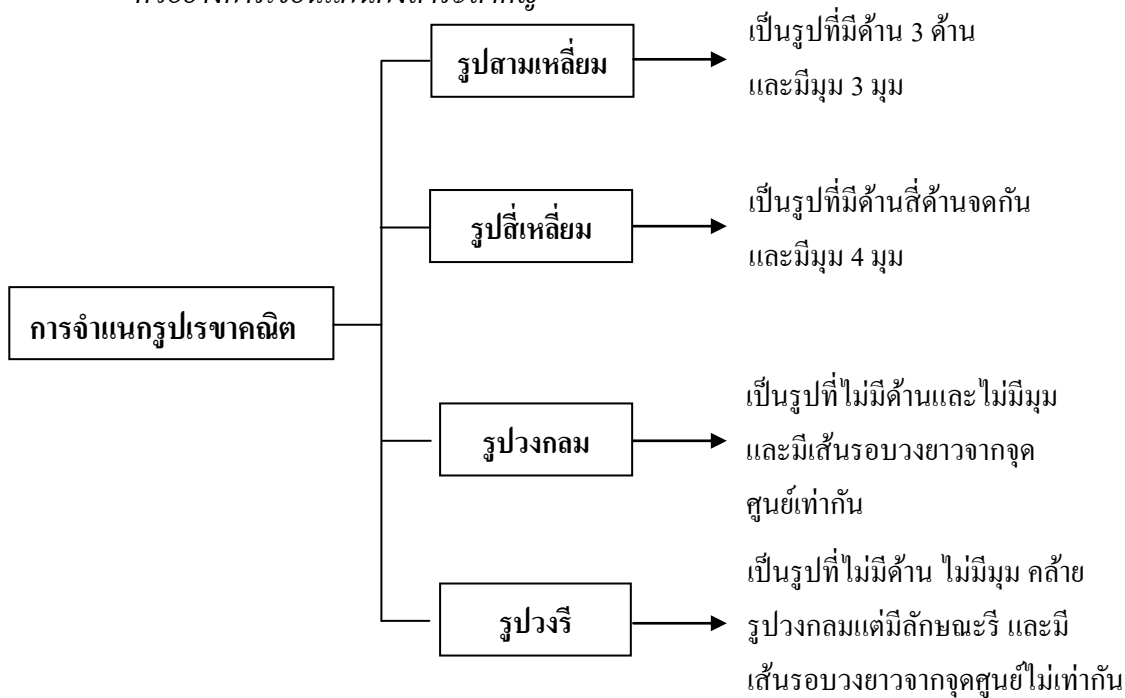 รูปสามเหลี่ยม
เป็นรูปที่มีด้าน 3 ด้าน
และมีมุม 3 มุม
รูปสี่เหลี่ยม
เป็นรูปที่มีด้านสี่ด้านจดกัน
และมีมุม 4 มุม
การจำแนกรูปเรขาคณิต
รูปวงกลม
เป็นรูปที่ไม่มีด้านและไม่มีมุม
และมีเส้นรอบวงยาวจากจุด
ศูนย์เท่ากัน
รูปวงรี
เป็นรูปที่ไม่มีด้าน ไม่มีมุม คล้าย
รูปวงกลมแต่มีลักษณะรี และมี
เส้นรอบวงยาวจากจุดศูนย์ไม่เท่ากัน